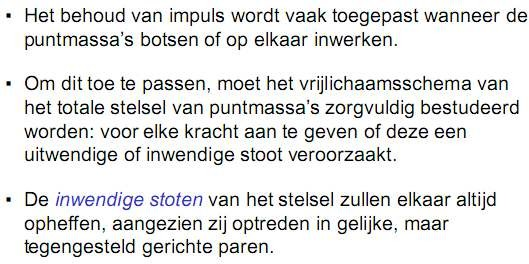 ▪ Het behoud van impuls wordt vaak toegepast wanneer de
puntmassa's botsen of op elkaar inwerken.
▪ Om dit toe te passen, moet het vrijlichaamsschema van
het totale stelsel van puntmassa's zorgvuldig bestudeerd
worden: voor elke kracht aan te geven of deze een
uitwendige of inwendige stoot veroorzaakt.
▪ De inwendige stoten van het stelsel zullen elkaar altijd
opheffen, aangezien zij optreden in gelijke, maar
tegengesteld gerichte paren.